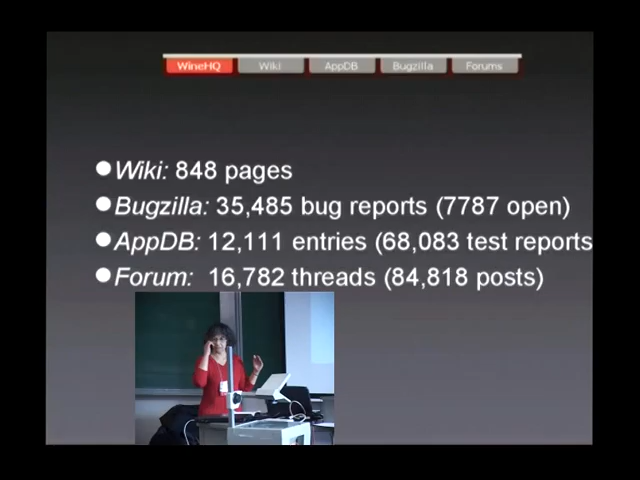 WineHQ Wiki AppDB Bugzilla Forums
Wiki: 848 pages
Bugzilla: 35,485 bug reports (7787 open)
AppDB: 12,111 entries (68,083 test reports
Forum: 16,782 threads (84,818 posts)